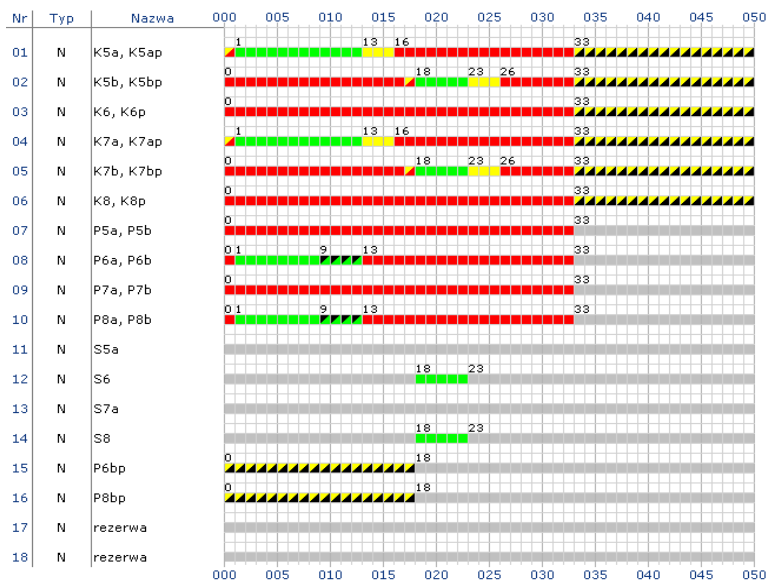 Nr Typ Nazwa 000 005 010 015 020 025 030 035 040 045 050
01 N K5a, K5ap 1 13 16 33
02 N K5b, K5bp 0 18 23 26 33
03 N K6, K6p 0 33
04 N K7a, K7ap 1 13 16 33
05 N K7b, K7bp 0 18 23 26 33
06 N K8, K8p 0 33
07 N P5a, P5b 0 33
08 N P6a, P6b 0 1 9 13 33
09 N P7a, P7b 0 33
10 N P8a, P8b 0 1 9 13 33
11 N S5a
12 N S6 18 23
13 N S7a
14 N S8 18 23
15 N P6bp 0 18
16 N P8bp 0 18
17 N rezerwa
18 N rezerwa
000 005 010 015 020 025 030 035 040 045 050